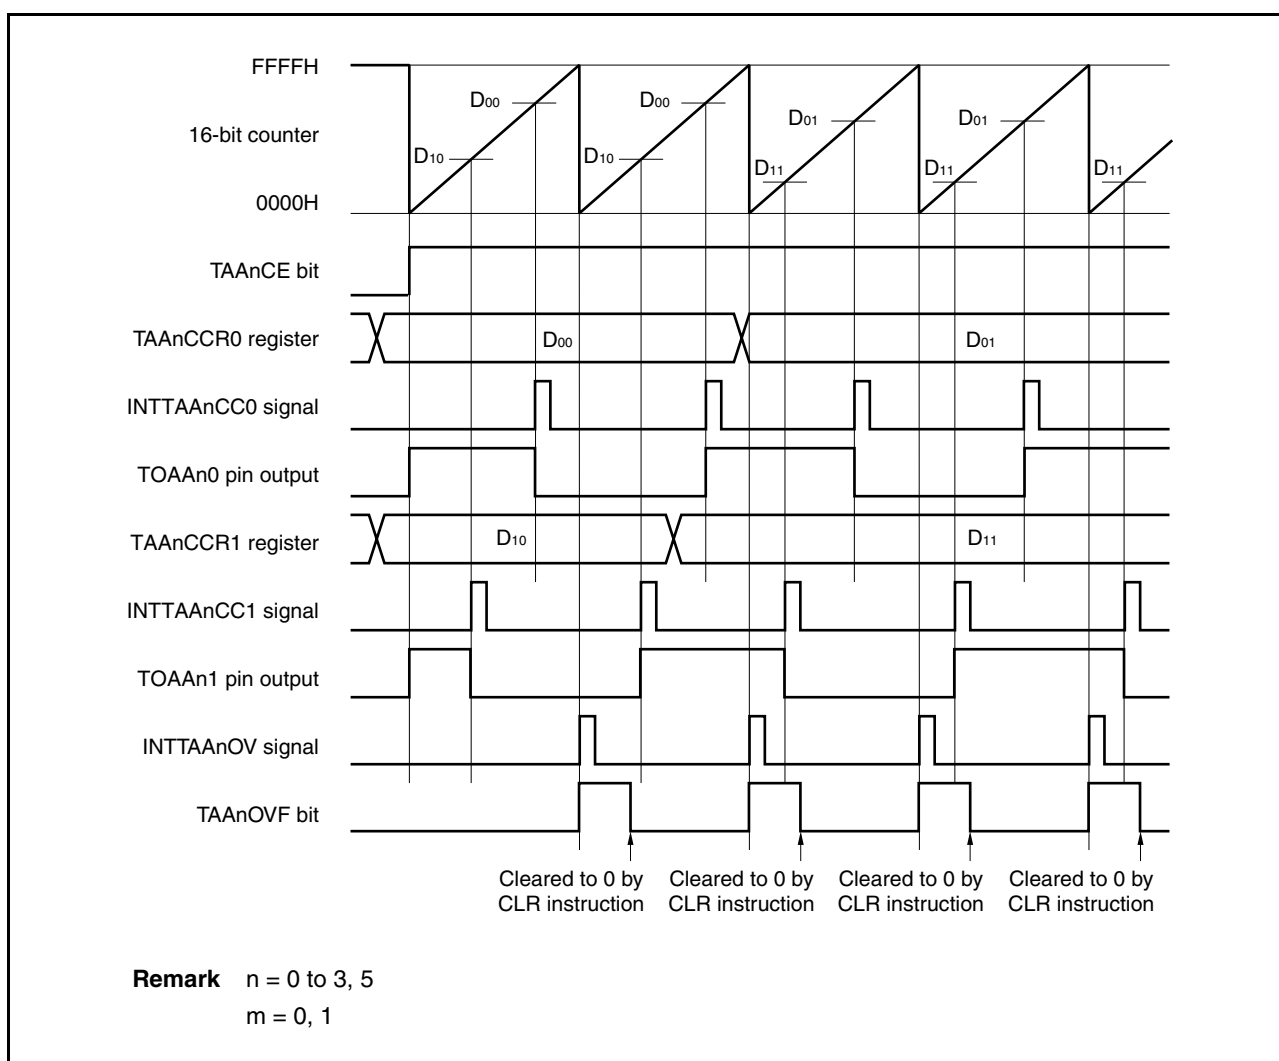 FFFFH
D00 D00
D01 D01
16-bit counter
D10 D10
D11 D11 D11
0000H
TAAnCE bit
TAAnCCR0 register
D00 D01
INTTAAnCC0 signal
TOAAn0 pin output
TAAnCCR1 register
D10 D11
INTTAAnCC1 signal
TOAAn1 pin output
INTTAAnOV signal
TAAnOVF bit
Cleared to 0 by Cleared to 0 by Cleared to 0 by Cleared to 0 by
CLR instruction CLR instruction CLR instruction CLR instruction
Remark n = 0 to 3, 5
m = 0, 1